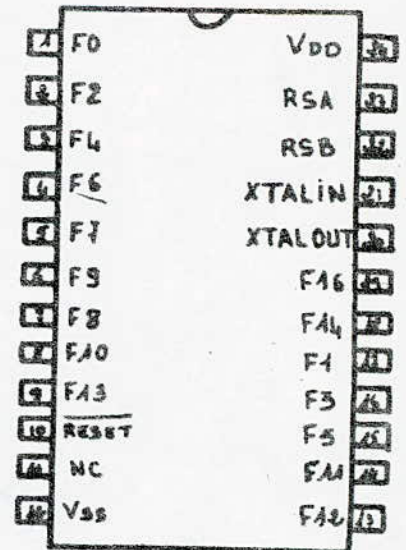 1 F0 VDD 24
2 F2 RSA 23
3 F4 RSB 22
4 F6 XTALIN 21
5 F7 XTALOUT 20
6 F9 F16 19
7 F8 F14 18
8 F10 F1 17
9 F13 F3 16
10 RESET F5 15
11 NC F11 14
12 VSS F12 13